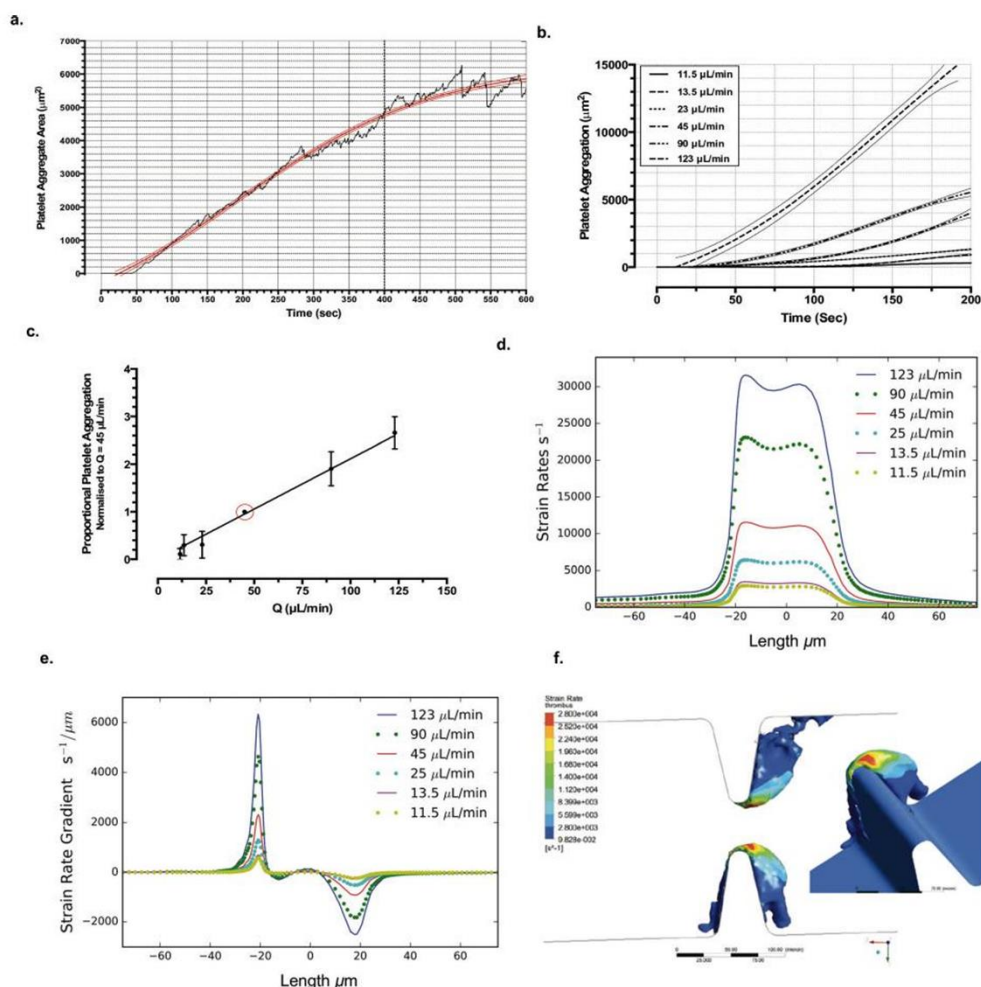 a.
Platelet Aggregate Area (μm²)
7000
6000
5000
4000
3000
2000
1000
0
0 50 100 150 200 250 300 350 400 450 500 550 600
Time (sec)
b.
Platelet Aggregation (μm²)
15000
10000
5000
0
11.5 μL/min
13.5 μL/min
23 μL/min
45 μL/min
90 μL/min
123 μL/min
0 50 100 150 200
Time (Sec)
c.
Proportional Platelet Aggregation
Normalised to Q = 45 μL/min
4
3
2
1
0
0 25 50 75 100 125 150
Q (μL/min)
d.
Strain Rates s⁻¹
30000
25000
20000
15000
10000
5000
0
123 μL/min
90 μL/min
45 μL/min
25 μL/min
13.5 μL/min
11.5 μL/min
−60 −40 −20 0 20 40 60
Length μm
e.
Strain Rate Gradient s⁻¹/μm
6000
4000
2000
0
−2000
123 μL/min
90 μL/min
45 μL/min
25 μL/min
13.5 μL/min
11.5 μL/min
−60 −40 −20 0 20 40 60
Length μm
f.
Strain Rate
thrombus
2.800e+004
2.520e+004
2.240e+004
1.960e+004
1.400e+004
1.120e+004
8.399e+003
5.599e+003
2.800e+003
9.828e-002
[s^-1]
0
50.00